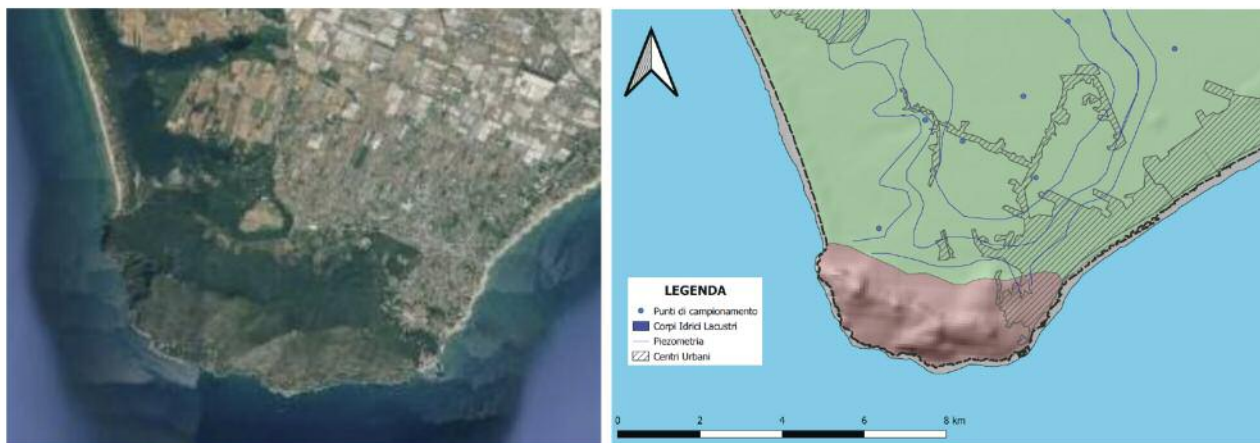 LEGENDA
Punti di campionamento
Corpi Idrici Lacustri
Piezometria
Centri Urbani
0 2 4 6 8 km